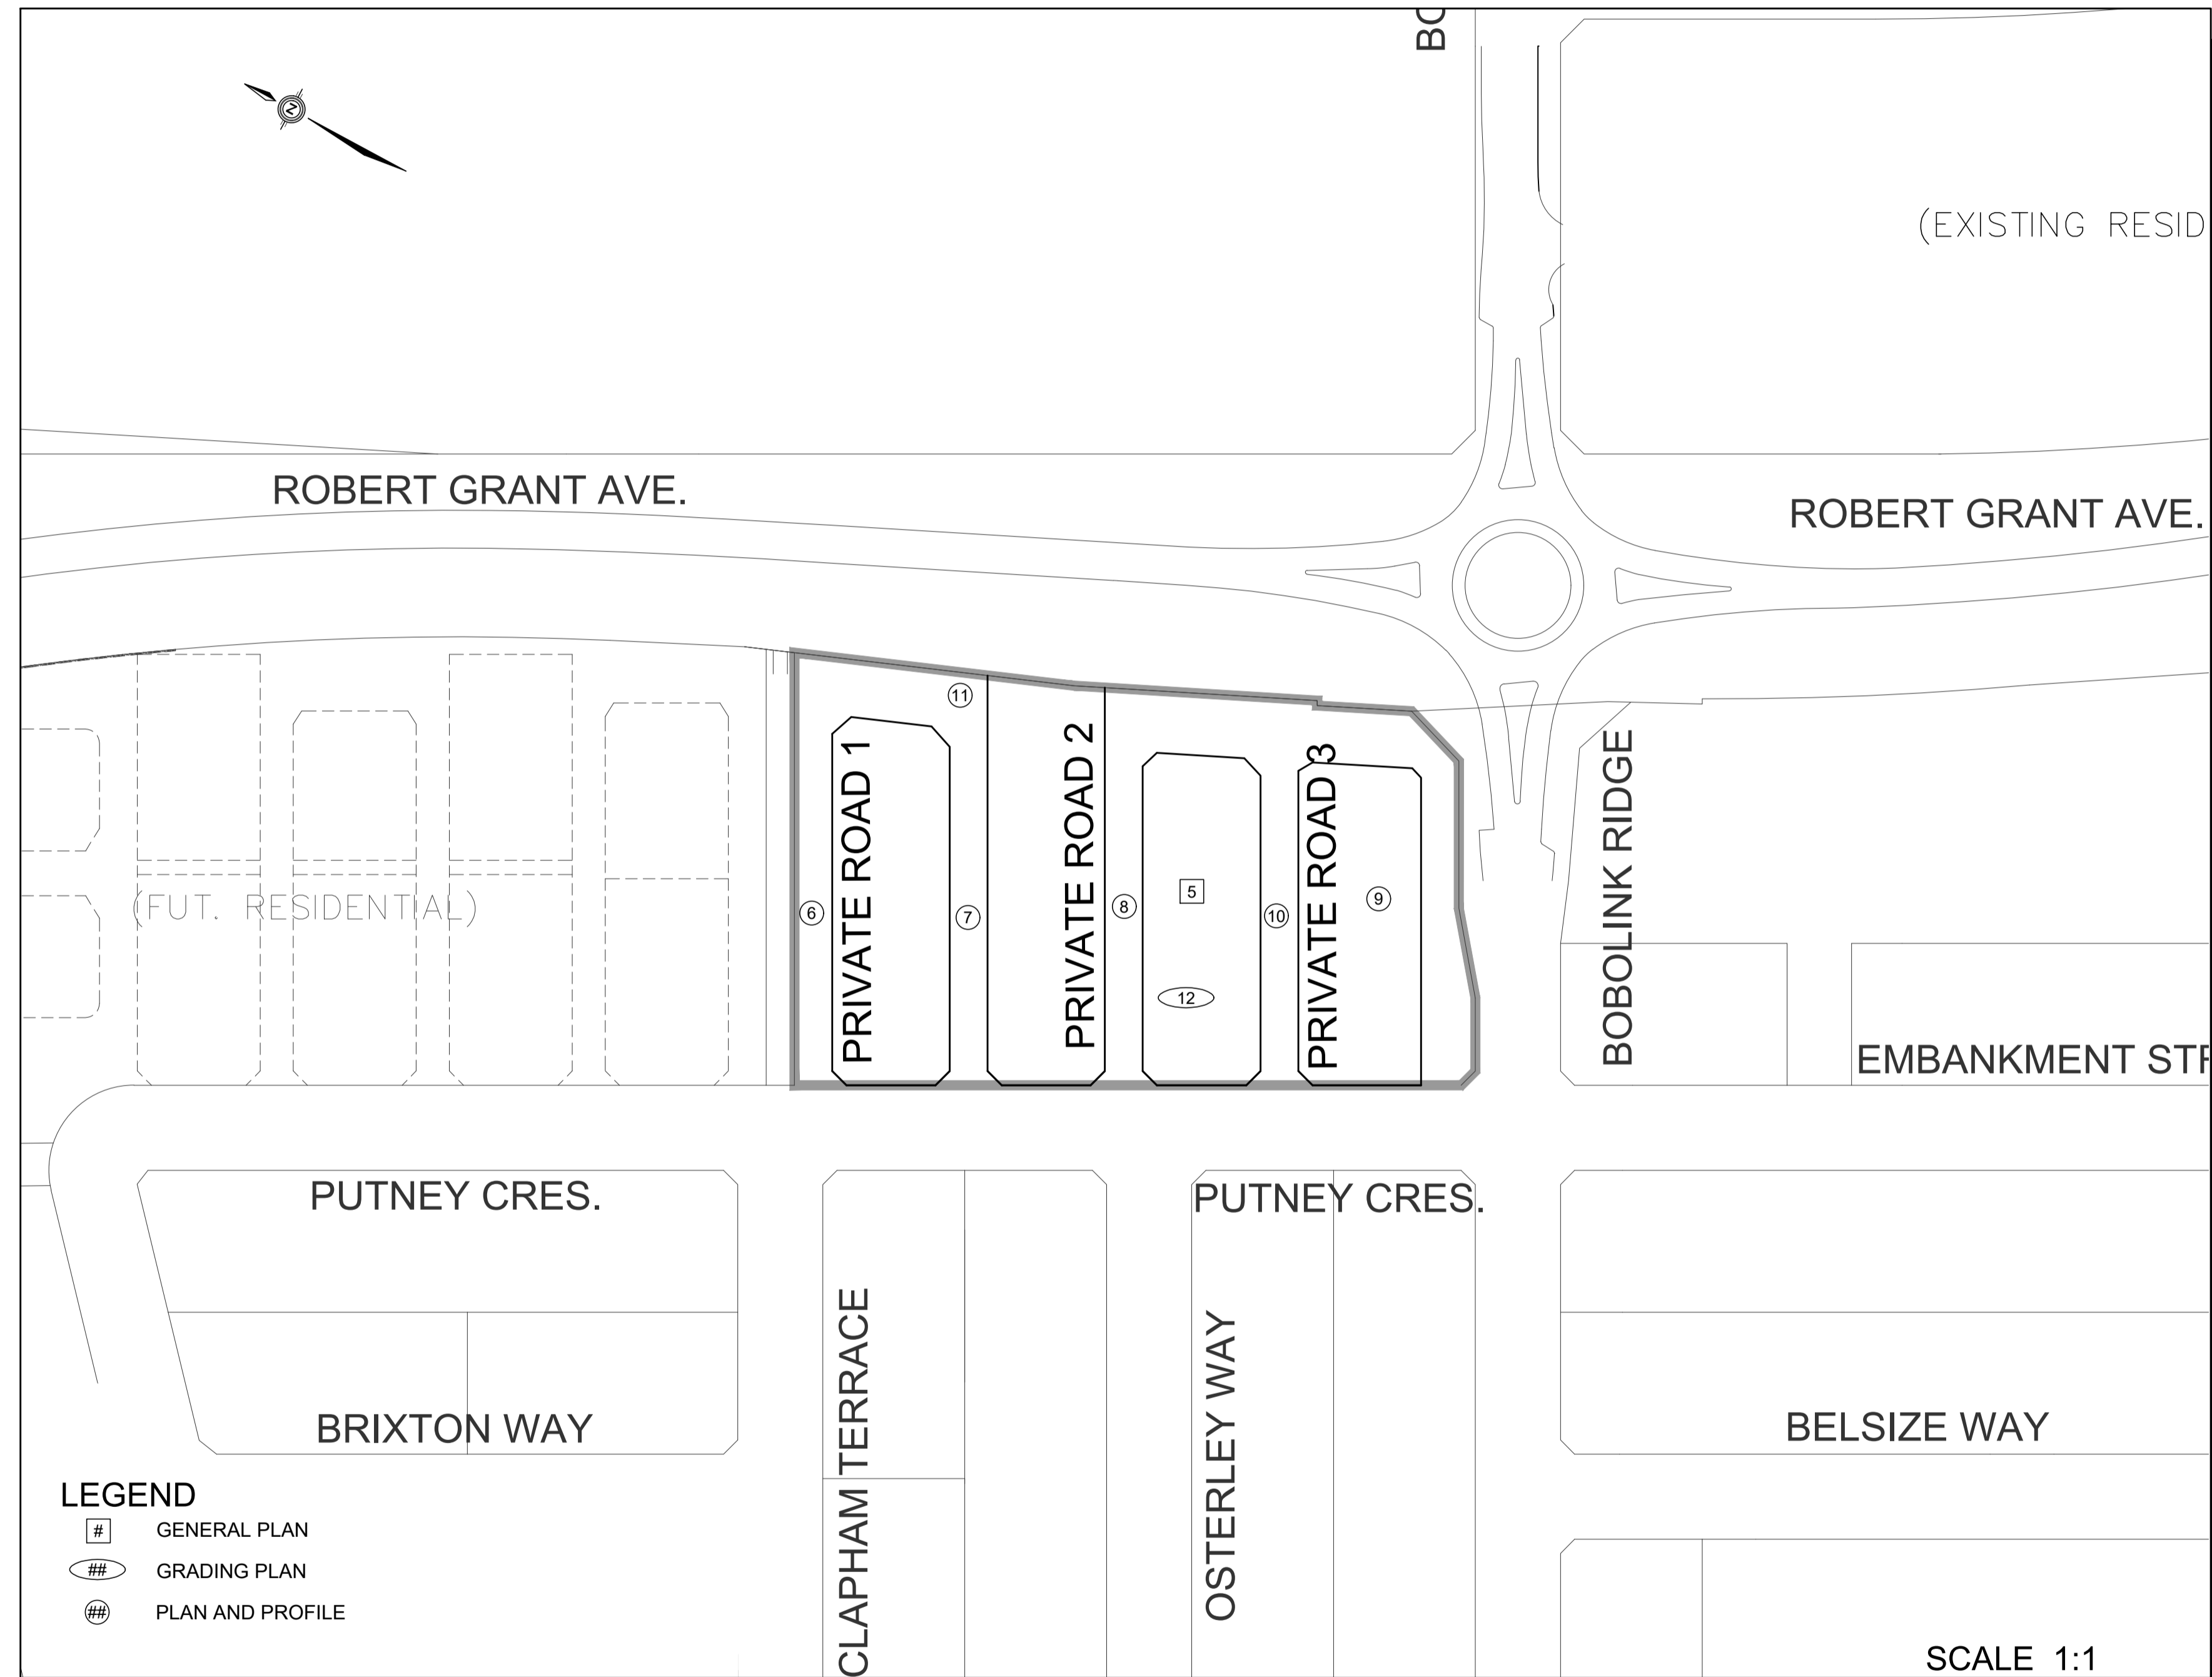 BO
N
(EXISTING RESID
ROBERT GRANT AVE.
ROBERT GRANT AVE.
11
PRIVATE ROAD 1
PRIVATE ROAD 2
PRIVATE ROAD 3
BOBOLINK RIDGE
5
6
7
8
10
9
(FUT. RESIDENTIAL)
12
EMBANKMENT STR
PUTNEY CRES.
PUTNEY CRES.
CLAPHAM TERRACE
OSTERLEY WAY
BRIXTON WAY
BELSIZE WAY
LEGEND
# GENERAL PLAN
## GRADING PLAN
## PLAN AND PROFILE
SCALE 1:1